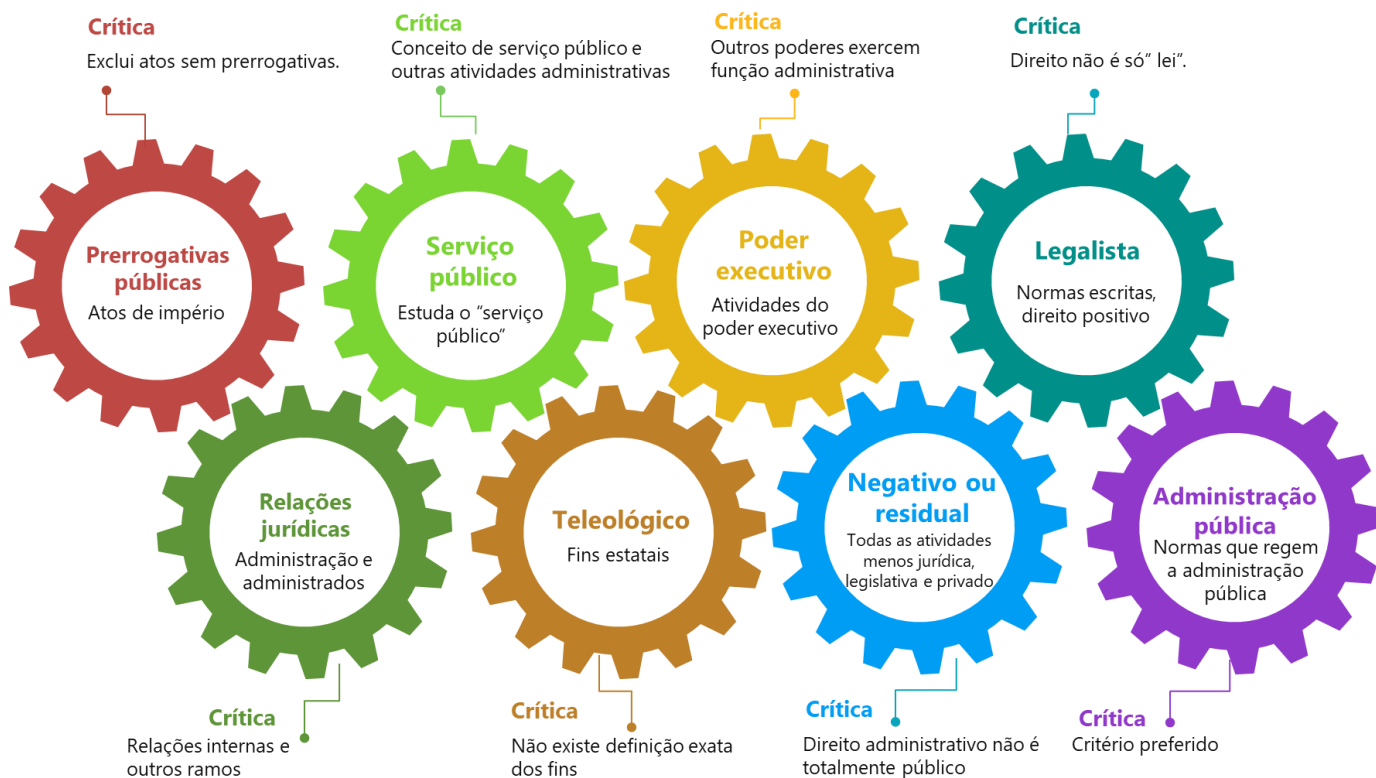 Crítica
Exclui atos sem prerrogativas.
Crítica
Conceito de serviço público e
outras atividades administrativas
Crítica
Outros poderes exercem
função administrativa
Crítica
Direito não é só” lei”.
Prerrogativas
públicas
Atos de império
Serviço
público
Estuda o “serviço
público”
Poder
executivo
Atividades do
poder executivo
Legalista
Normas escritas,
direito positivo
Relações
jurídicas
Administração e
administrados
Teleológico
Fins estatais
Negativo ou
residual
Todas as atividades
menos jurídica,
legislativa e privado
Administração
pública
Normas que regem
a administração
pública
Crítica
Relações internas e
outros ramos
Crítica
Não existe definição exata
dos fins
Crítica
Direito administrativo não é
totalmente público
Crítica
Critério preferido